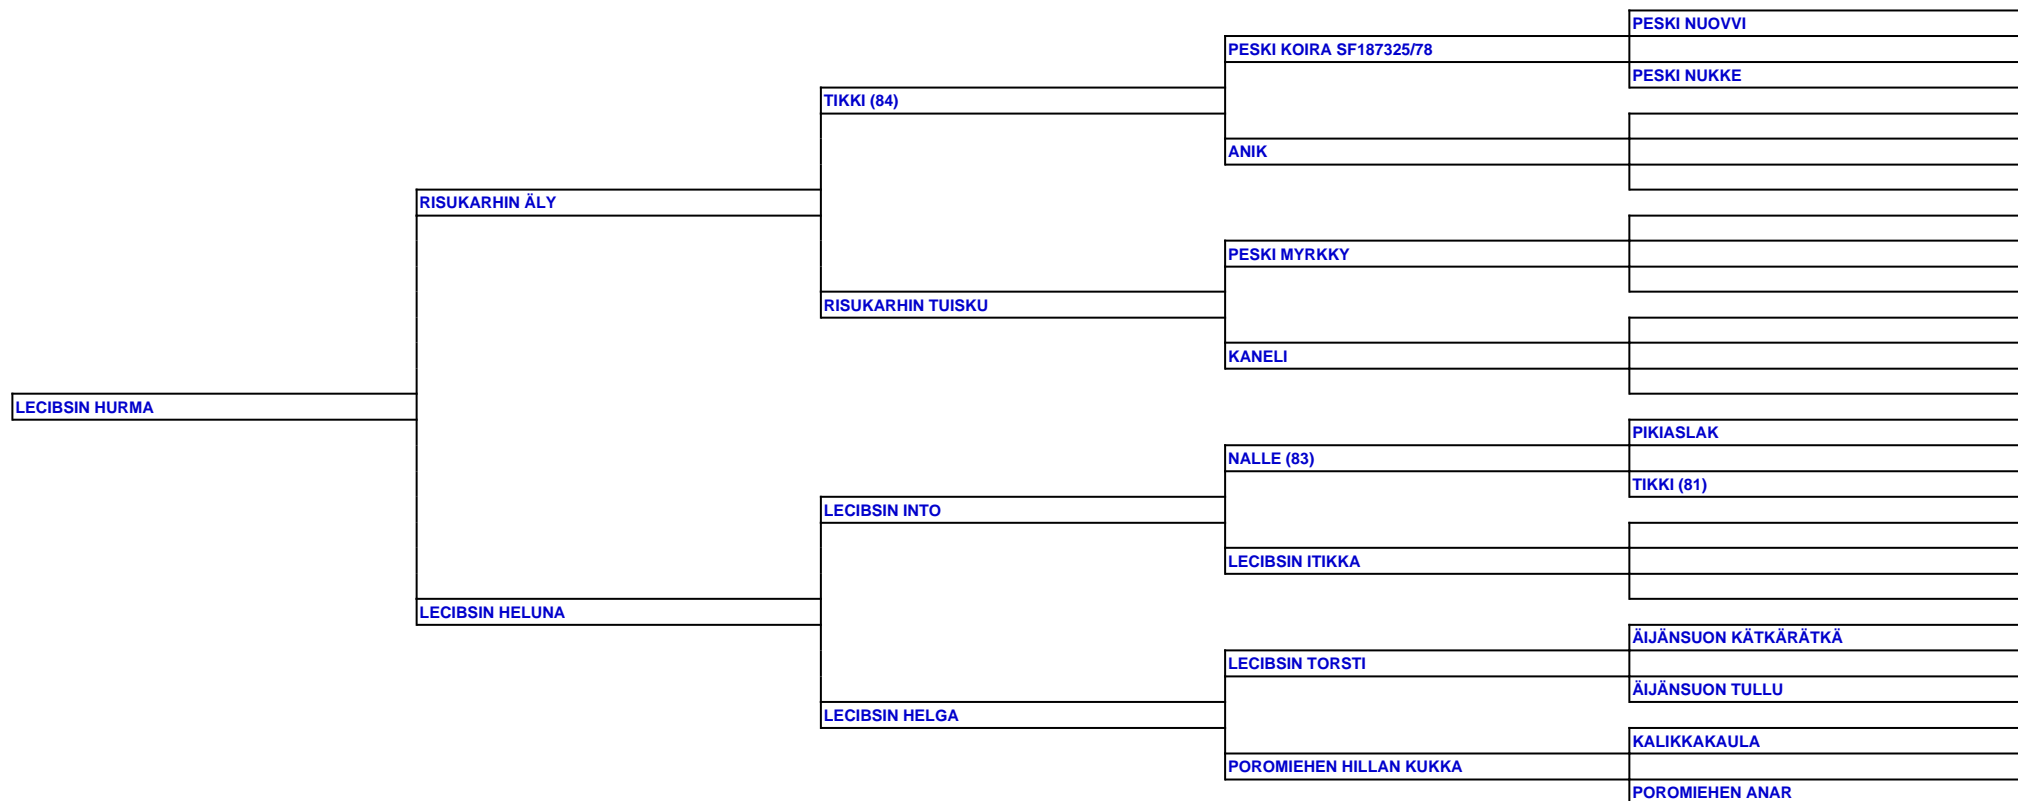 PESKI NUOVVI
PESKI KOIRA SF187325/78
PESKI NUKKE
TIKKI (84)
ANIK
RISUKARHIN ÄLY
PESKI MYRKKY
RISUKARHIN TUISKU
KANELI
LECIBSIN HURMA
PIKIASLAK
NALLE (83)
TIKKI (81)
LECIBSIN INTO
LECIBSIN ITIKKA
LECIBSIN HELUNA
ÄIJÄNSUON KÄTKÄRÄTKÄ
LECIBSIN TORSTI
ÄIJÄNSUON TULLU
LECIBSIN HELGA
KALIKKAKAULA
POROMIEHEN HILLAN KUKKA
POROMIEHEN ANAR